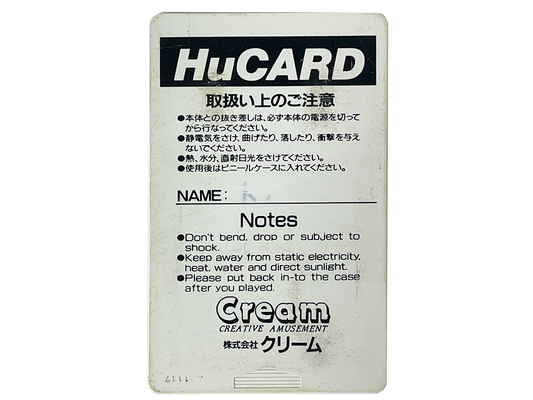 HuCARD
取扱い上のご注意
●本体との抜き差しは、必ず本体の電源を切って
から行なってください。
●静電気をさけ、曲げたり、落したり、衝撃を与え
ないでください。
●熱、水分、直射日光をさけてください。
●使用後はビニールケースに入れてください。
NAME:
Notes
●Don't bend, drop or subject to
shock.
●Keep away from static electricity,
heat, water and direct sunlight.
●Please put back in-to the case
after you played.
Cream
CREATIVE AMUSEMENT
株式会社 クリーム